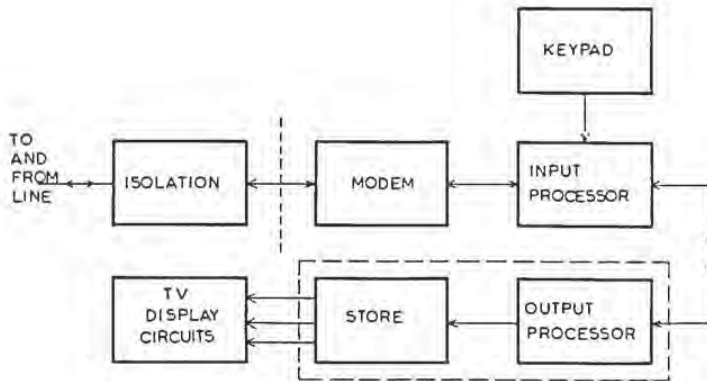 KEYPAD
TO
AND
FROM
LINE
ISOLATION
MODEM
INPUT
PROCESSOR
TV
DISPLAY
CIRCUITS
STORE
OUTPUT
PROCESSOR